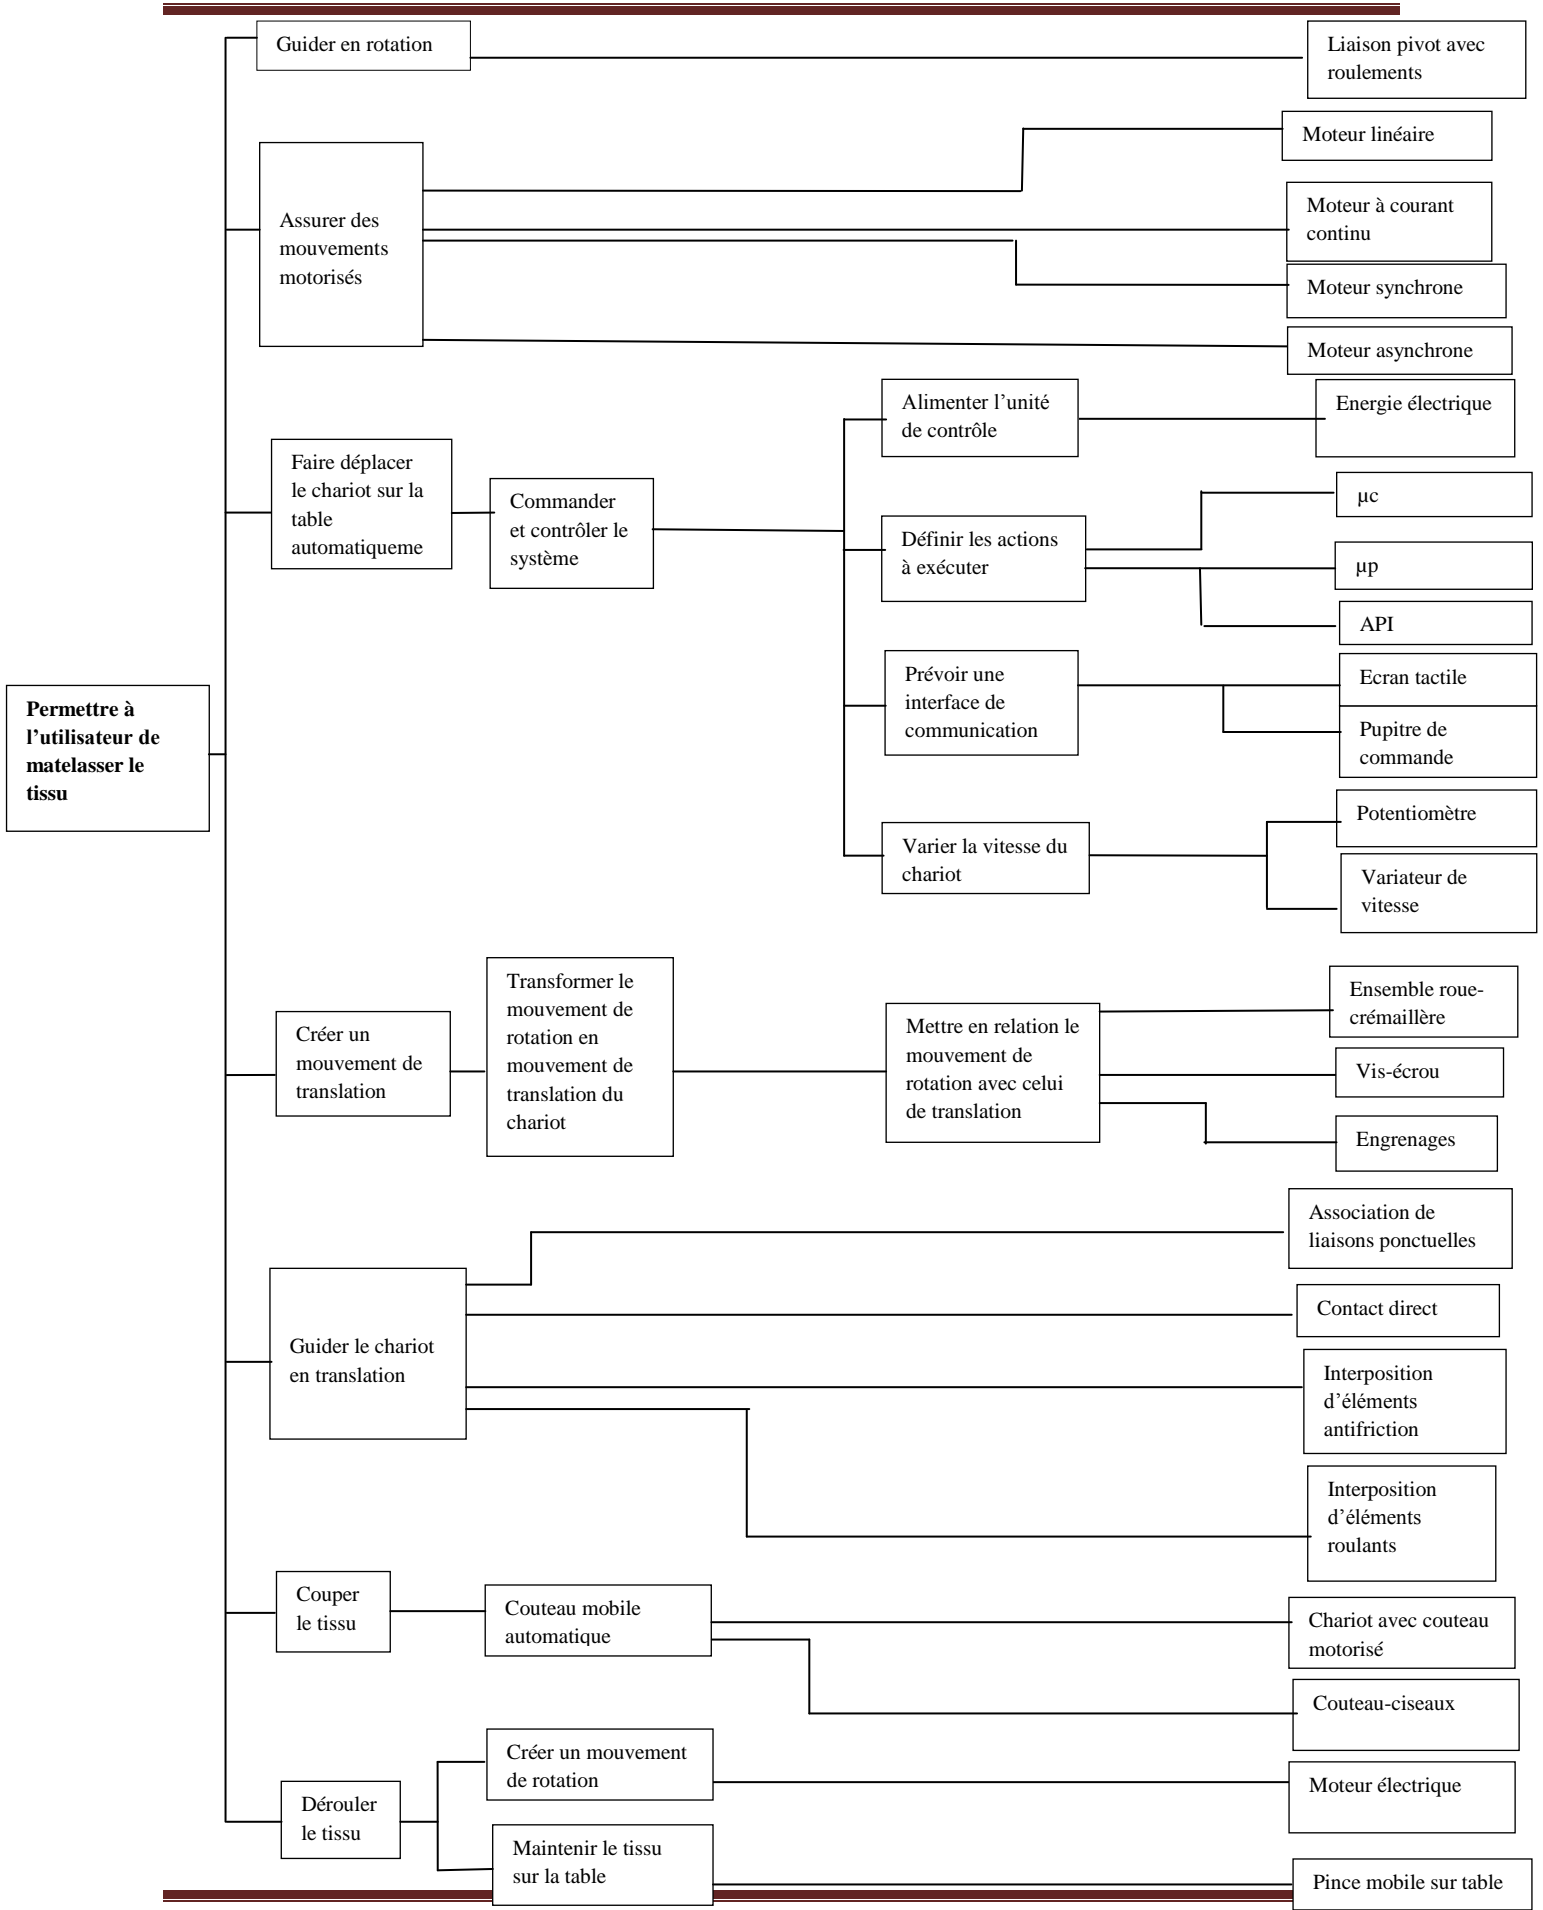 Guider en rotation
Liaison pivot avec
roulements
Moteur linéaire
Assurer des
mouvements
motorisés
Moteur à courant
continu
Moteur synchrone
Moteur asynchrone
Faire déplacer
le chariot sur la
table
automatiqueme
Commander
et contrôler le
système
Alimenter l’unité
de contrôle
Energie électrique
Définir les actions
à exécuter
µc
µp
API
Prévoir une
interface de
communication
Ecran tactile
Pupitre de
commande
Permettre à
l’utilisateur de
matelasser le
tissu
Varier la vitesse du
chariot
Potentiomètre
Variateur de
vitesse
Créer un
mouvement de
translation
Transformer le
mouvement de
rotation en
mouvement de
translation du
chariot
Mettre en relation le
mouvement de
rotation avec celui
de translation
Ensemble roue-
crémaillère
Vis-écrou
Engrenages
Guider le chariot
en translation
Association de
liaisons ponctuelles
Contact direct
Interposition
d’éléments
antifriction
Interposition
d’éléments
roulants
Couper
le tissu
Couteau mobile
automatique
Chariot avec couteau
motorisé
Couteau-ciseaux
Dérouler
le tissu
Créer un mouvement
de rotation
Moteur électrique
Maintenir le tissu
sur la table
Pince mobile sur table